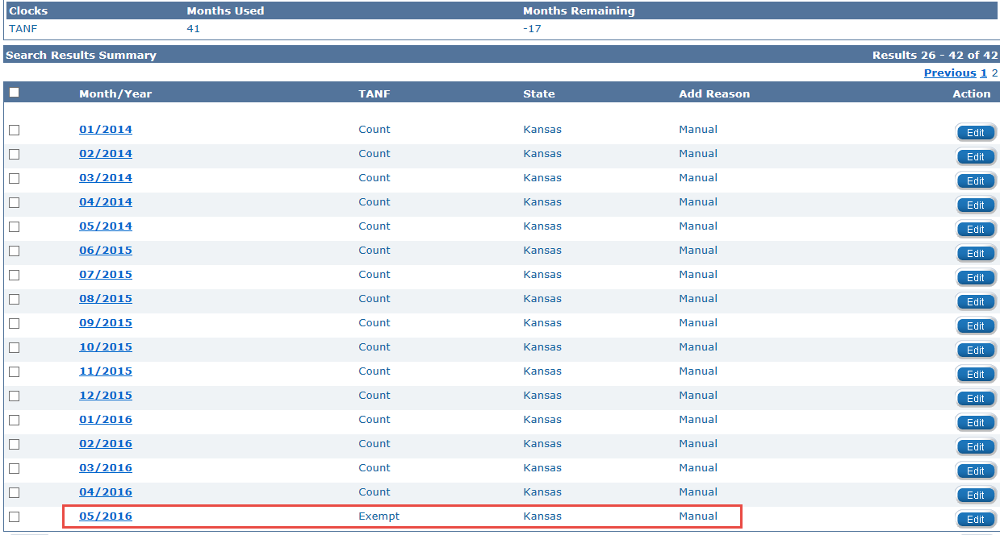 Clocks Months Used Months Remaining
TANF 41 -17
Search Results Summary Results 26 - 42 of 42
Previous 1 2
Month/Year TANF State Add Reason Action
01/2014 Count Kansas Manual Edit
02/2014 Count Kansas Manual Edit
03/2014 Count Kansas Manual Edit
04/2014 Count Kansas Manual Edit
05/2014 Count Kansas Manual Edit
06/2015 Count Kansas Manual Edit
07/2015 Count Kansas Manual Edit
08/2015 Count Kansas Manual Edit
09/2015 Count Kansas Manual Edit
10/2015 Count Kansas Manual Edit
11/2015 Count Kansas Manual Edit
12/2015 Count Kansas Manual Edit
01/2016 Count Kansas Manual Edit
02/2016 Count Kansas Manual Edit
03/2016 Count Kansas Manual Edit
04/2016 Count Kansas Manual Edit
05/2016 Exempt Kansas Manual Edit